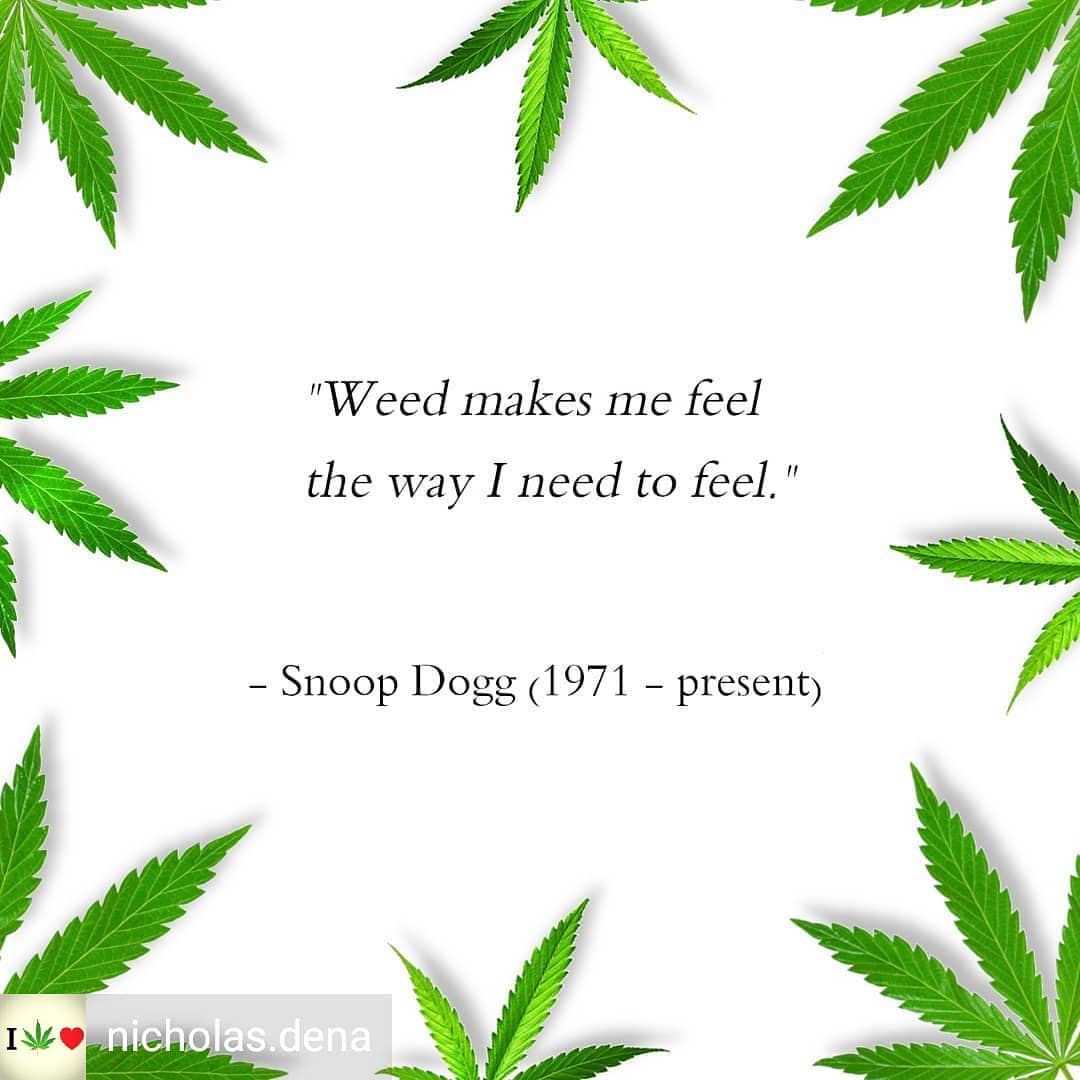 "Weed makes me feel
the way I need to feel."
– Snoop Dogg (1971 – present)
I
nicholas.dena